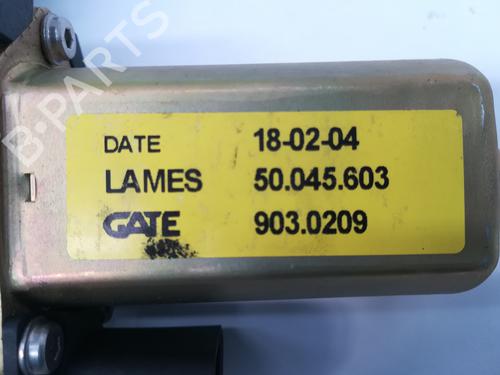 B-PARTS
DATE 18-02-04
LAMES 50.045.603
GATE 903.0209